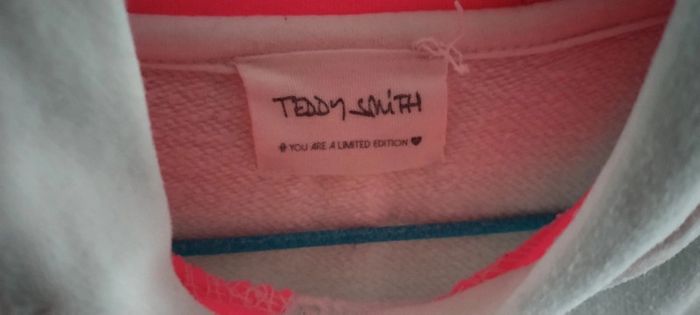 TEDDY SMiTH
# YOU ARE A LIMITED EDITION ♥